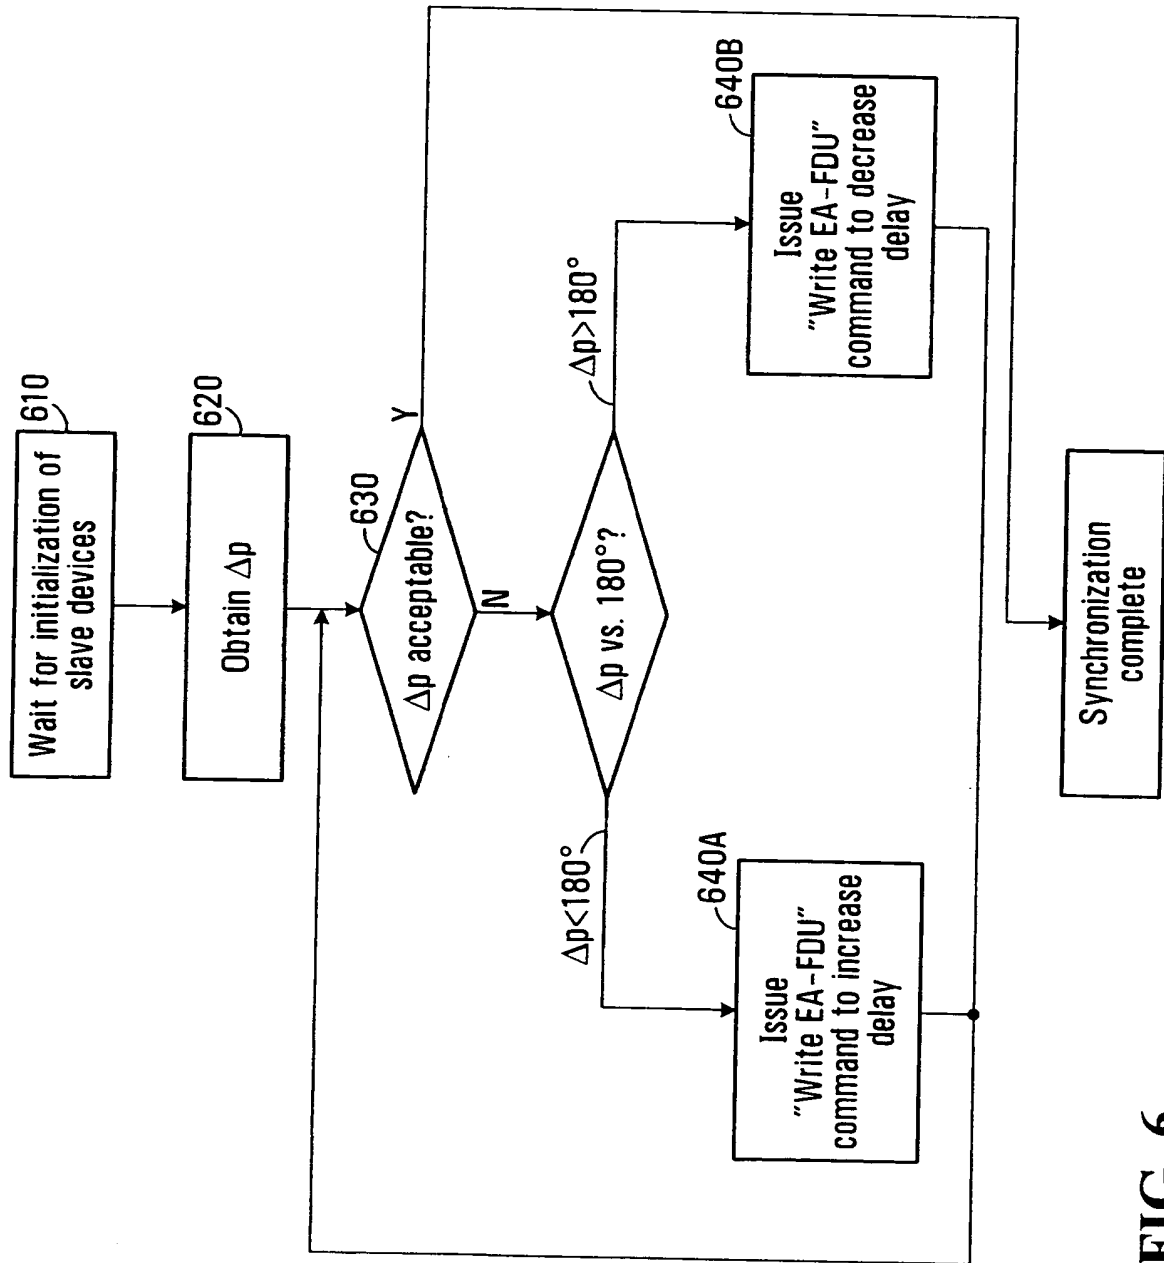 610
Wait for initialization of
slave devices
620
Obtain Δp
630
Δp acceptable?
Y
N
Δp vs. 180°?
Δp<180°
Δp>180°
640A
Issue
"Write EA-FDU"
command to increase
delay
640B
Issue
"Write EA-FDU"
command to decrease
delay
Synchronization
complete
FIG. 6